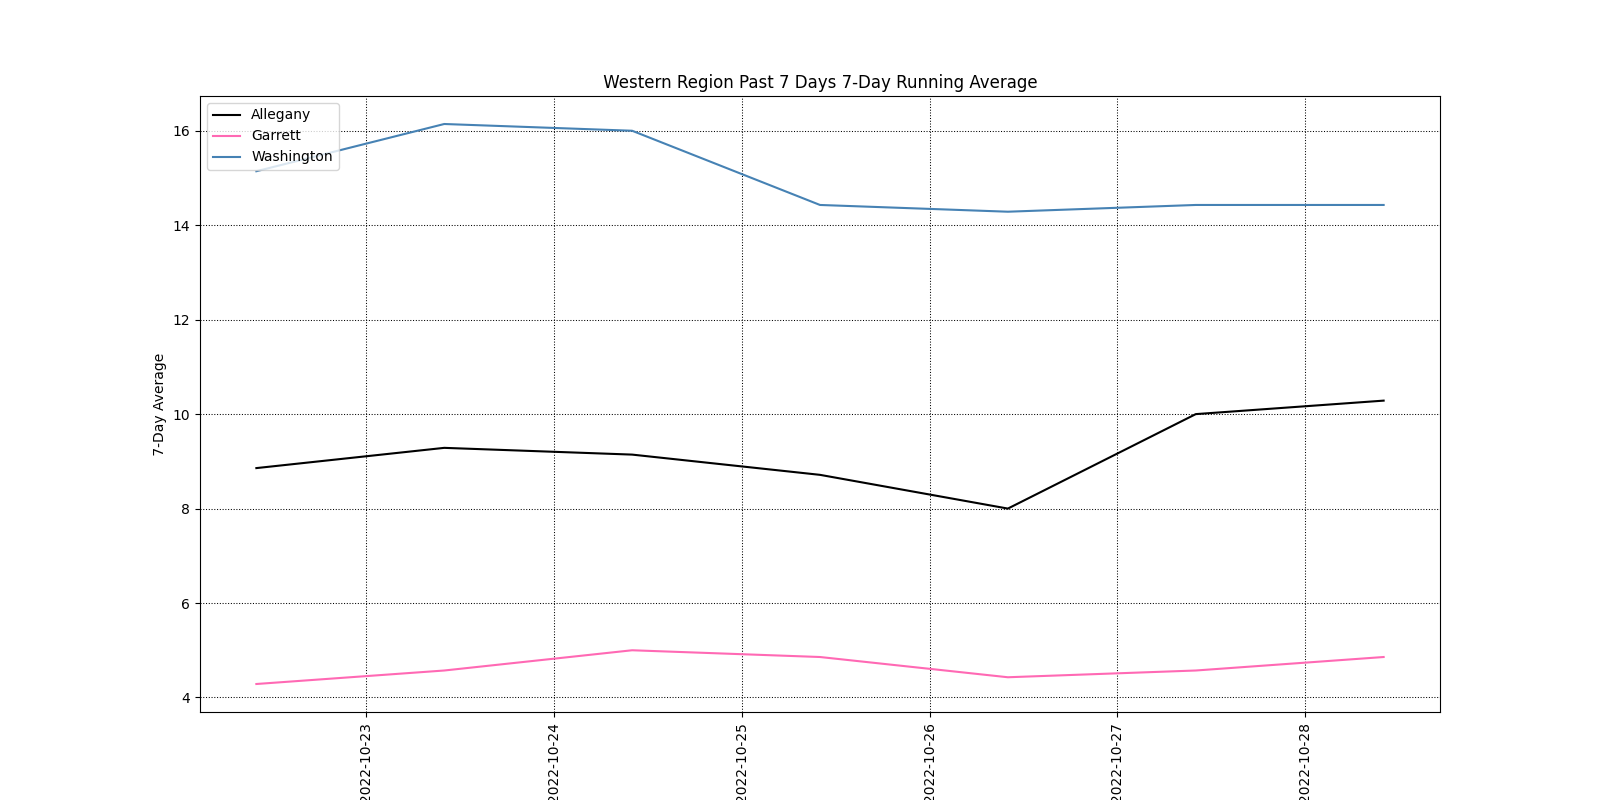 Western Region Past 7 Days 7-Day Running Average
Allegany
Garrett
Washington
16
14
12
10
8
6
4
7-Day Average
2022-10-23
2022-10-24
2022-10-25
2022-10-26
2022-10-27
2022-10-28